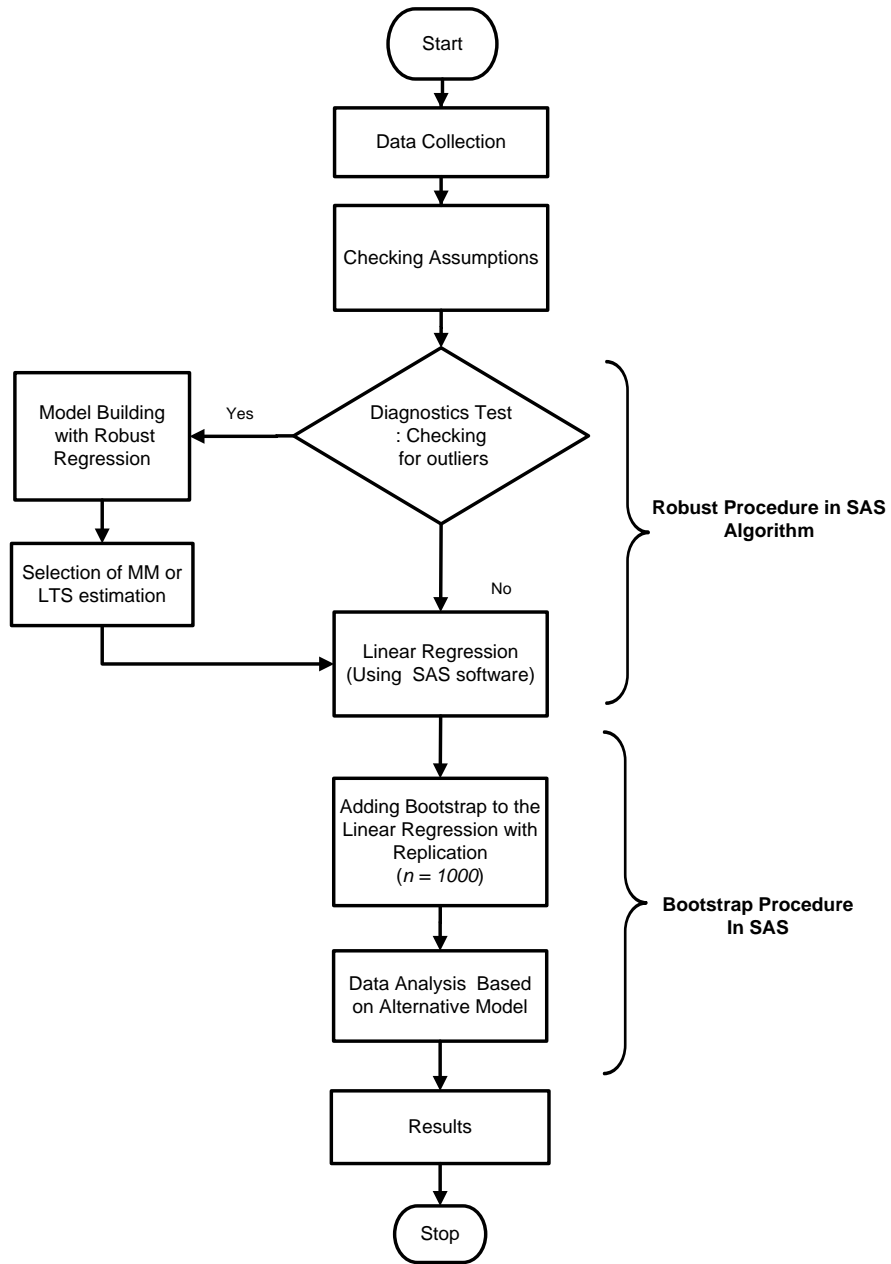 Start
Data Collection
Checking Assumptions
Diagnostics Test
: Checking
for outliers
Yes
Model Building
with Robust
Regression
Selection of MM or
LTS estimation
No
Linear Regression
(Using SAS software)
Robust Procedure in SAS
Algorithm
Adding Bootstrap to the
Linear Regression with
Replication
(n = 1000)
Data Analysis Based
on Alternative Model
Bootstrap Procedure
In SAS
Results
Stop